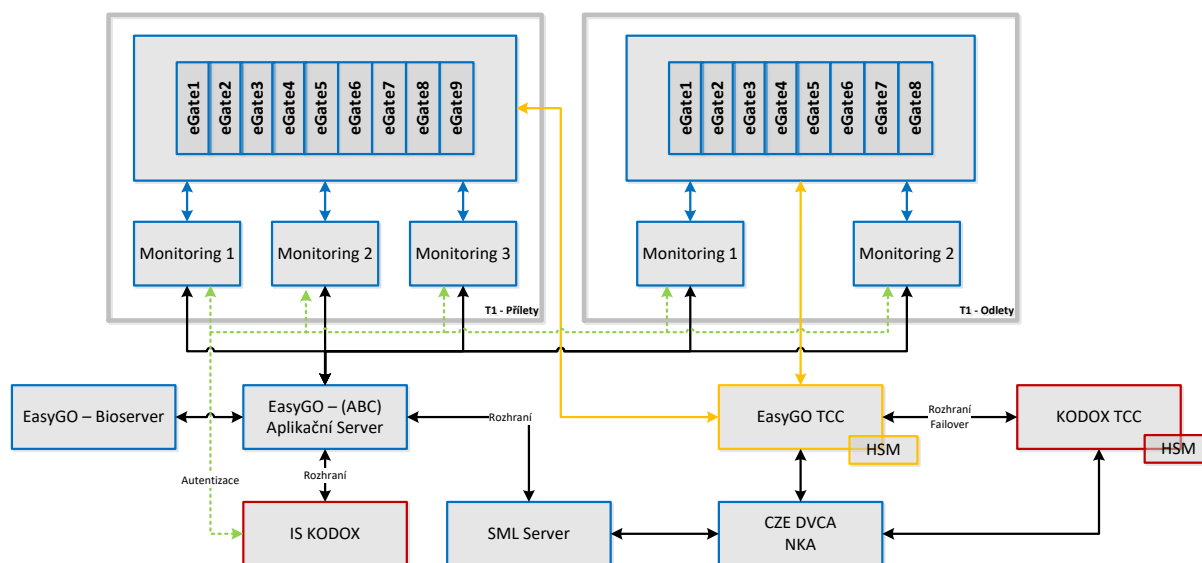 eGate1
eGate2
eGate3
eGate4
eGate5
eGate6
eGate7
eGate8
eGate9
eGate1
eGate2
eGate3
eGate4
eGate5
eGate6
eGate7
eGate8
Monitoring 1
Monitoring 2
Monitoring 3
Monitoring 1
Monitoring 2
T1 - Přílety
T1 - Odlety
EasyGO – Bioserver
EasyGO – (ABC)
Aplikační Server
Rozhraní
EasyGO TCC
HSM
Rozhraní
Failover
KODOX TCC
HSM
Autentizace
Rozhraní
IS KODOX
SML Server
CZE DVCA
NKA